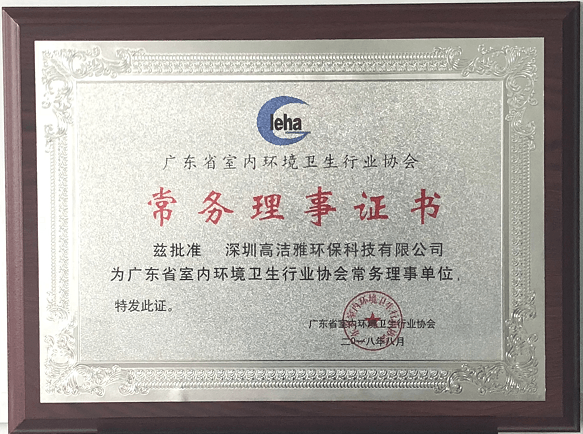 Ieha
广东省室内环境卫生行业协会
常务理事证书
兹批准 深圳高洁雅环保科技有限公司
为广东省室内环境卫生行业协会常务理事单位，
特发此证。
广东省室内环境卫生行业协会
二〇一八年八月